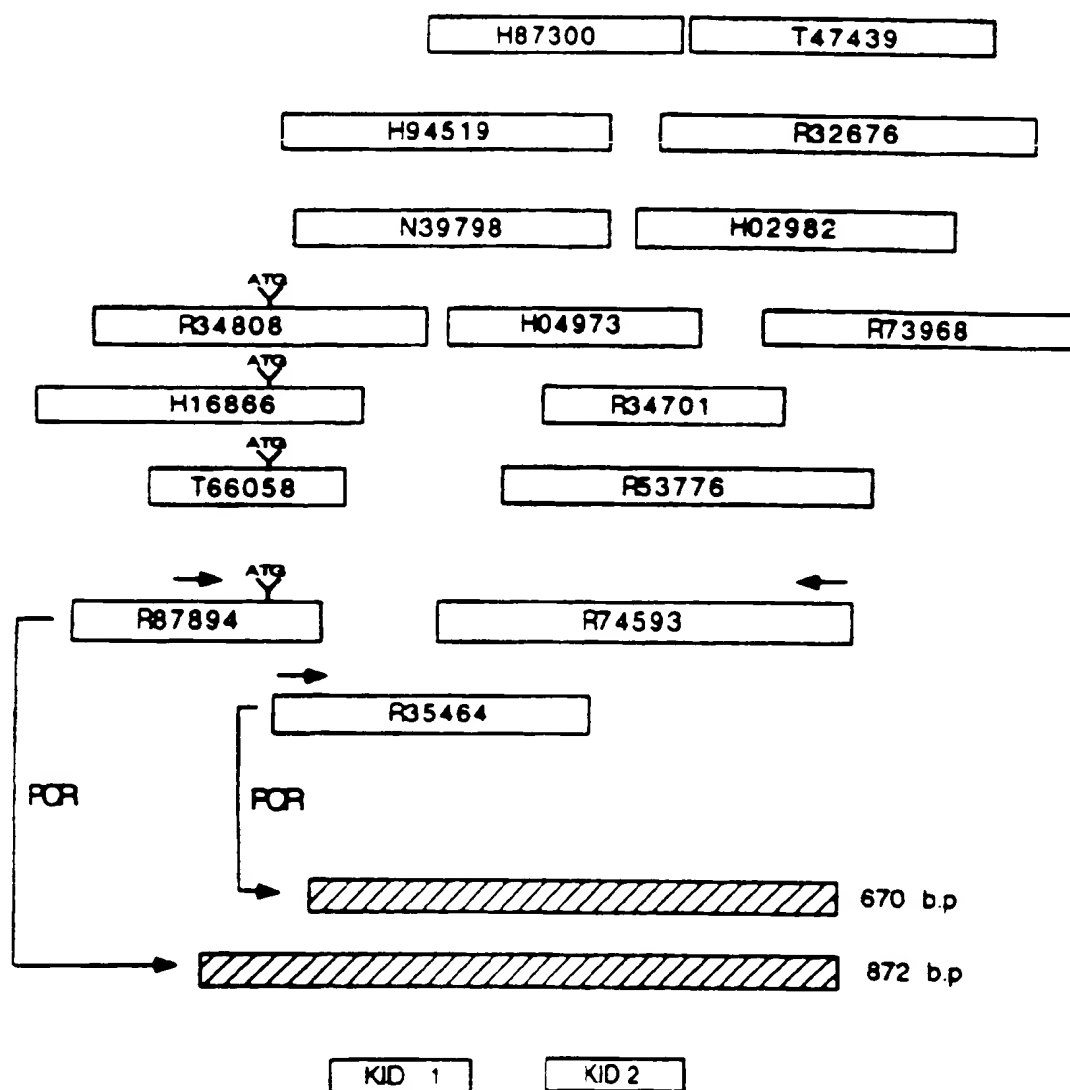 H87300 T47439
H94519 R32676
N39798 H02982
ATG
R34808 H04973 R73968
ATG
H16866 R34701
ATG
T66058 R53776
ATG
R87894 R74593
R35464
PCR PCR
670 b.p
872 b.p
KID 1 KID 2